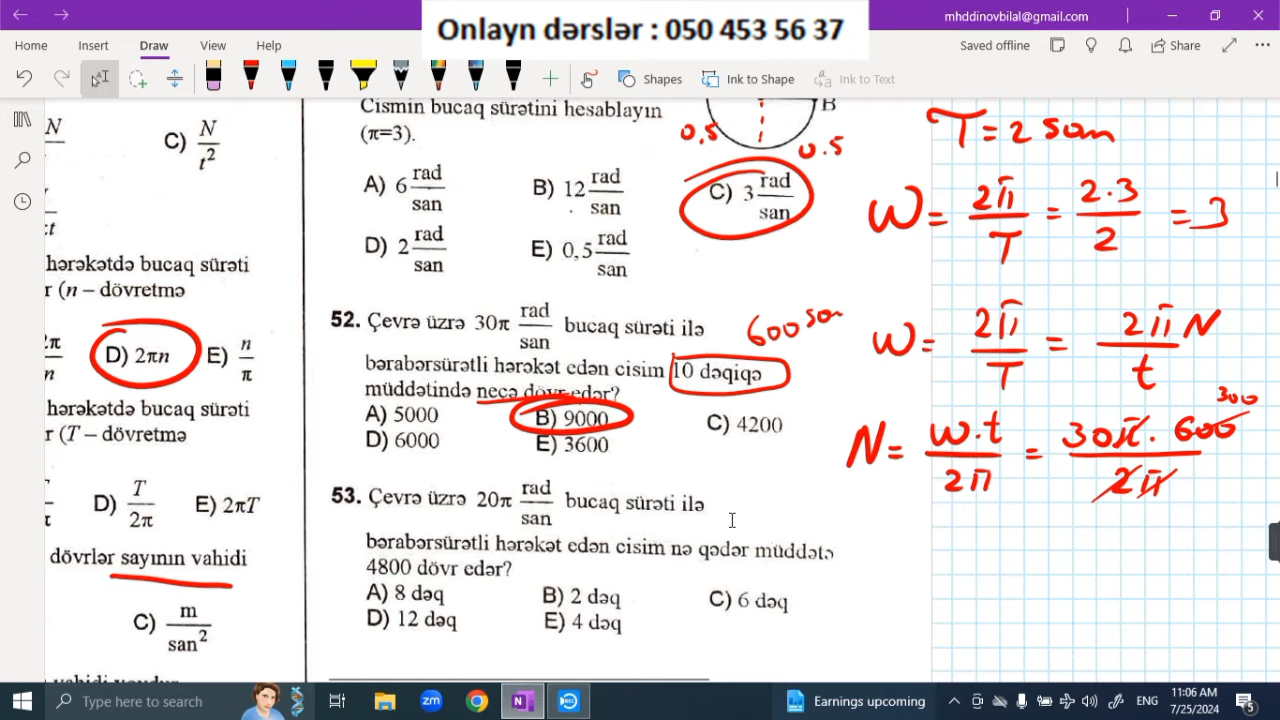 mhddinovbilal@gmail.com
Onlayn dərslər : 050 453 56 37
Home Insert Draw View Help
Saved offline Share
Shapes Ink to Shape Ink to Text
N
C) N/t²
hərəkətdə bucaq sürəti
r (n – dövretmə
D) 2πn E) n/π
hərəkətdə bucaq sürəti
r (T – dövretmə
D) T/2π E) 2πT
dövrlər sayının vahidi
C) m/san²
Cismin bucaq sürətini hesablayın
(π=3).
B
0.5
0.5
A) 6 rad/san B) 12 rad/san C) 3 rad/san
D) 2 rad/san E) 0,5 rad/san
52. Çevrə üzrə 30π rad/san bucaq sürəti ilə
bərabərsürətli hərəkət edən cisim 10 dəqiqə
müddətində neçə dövr edər?
600 san
A) 5000 B) 9000 C) 4200
D) 6000 E) 3600
53. Çevrə üzrə 20π rad/san bucaq sürəti ilə
bərabərsürətli hərəkət edən cisim nə qədər müddətə
4800 dövr edər?
A) 8 dəq B) 2 dəq C) 6 dəq
D) 12 dəq E) 4 dəq
T = 2 san
W = 2π/T = 2·3/2 = 3
W = 2π/T = 2πN/t
300
N = w·t/2π = 30π·600/2π
Type here to search
Earnings upcoming
ENG
11:06 AM
7/25/2024
5